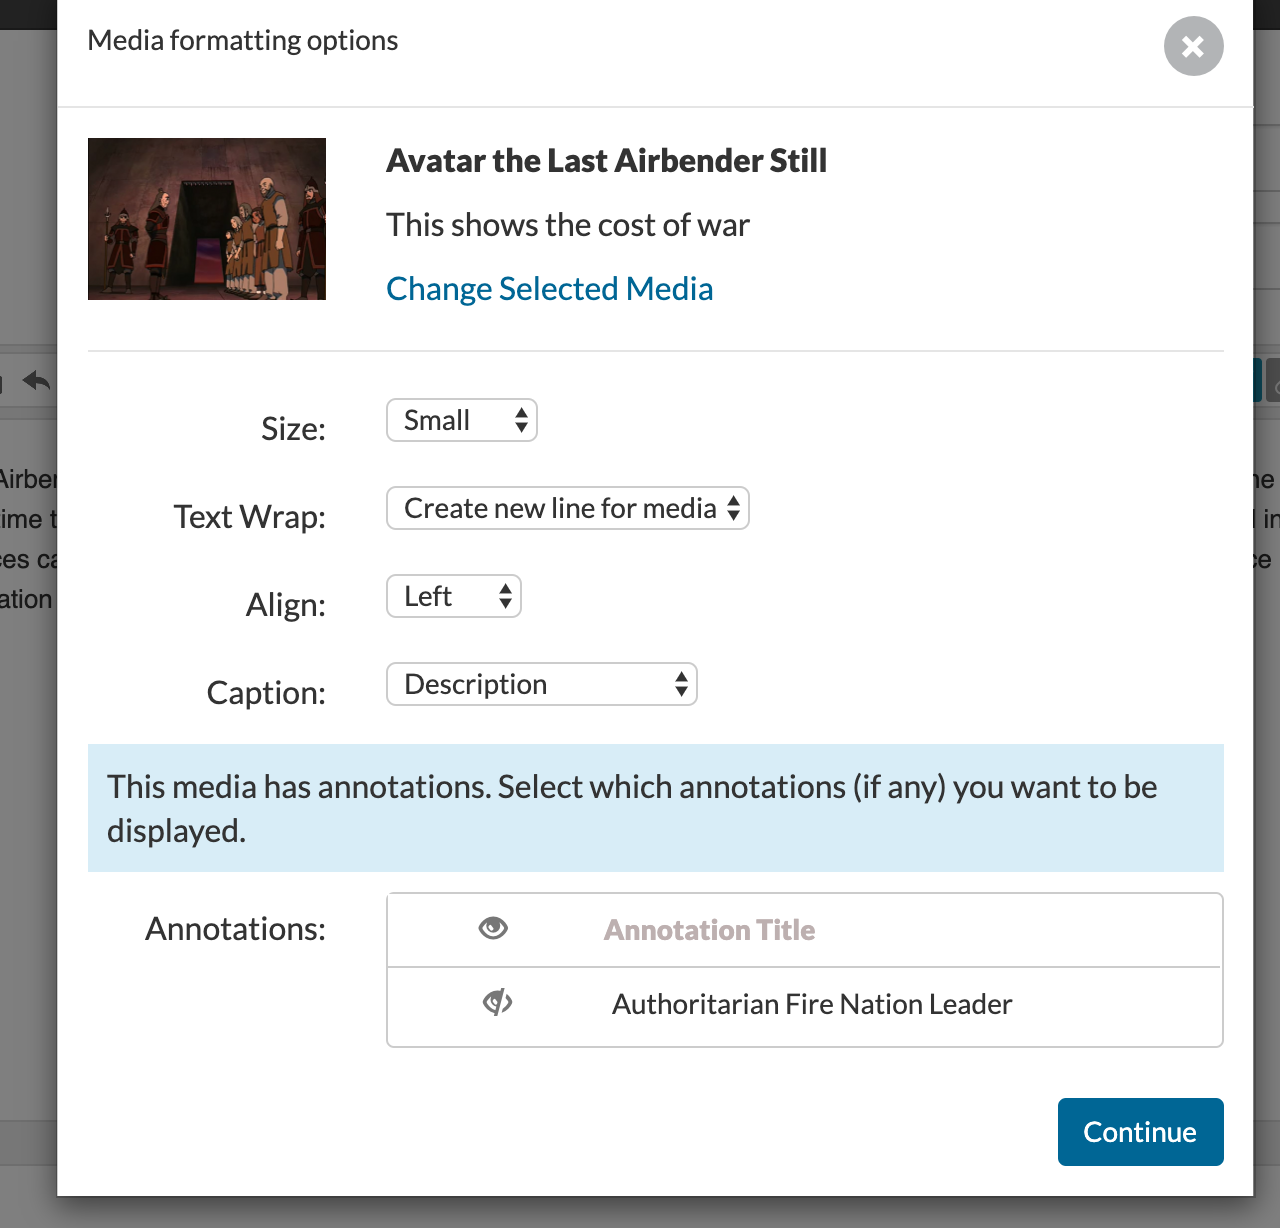 Media formatting options
Avatar the Last Airbender Still
This shows the cost of war
Change Selected Media
Size: Small
Text Wrap: Create new line for media
Align: Left
Caption: Description
This media has annotations. Select which annotations (if any) you want to be
displayed.
Annotations: Annotation Title
Authoritarian Fire Nation Leader
Continue